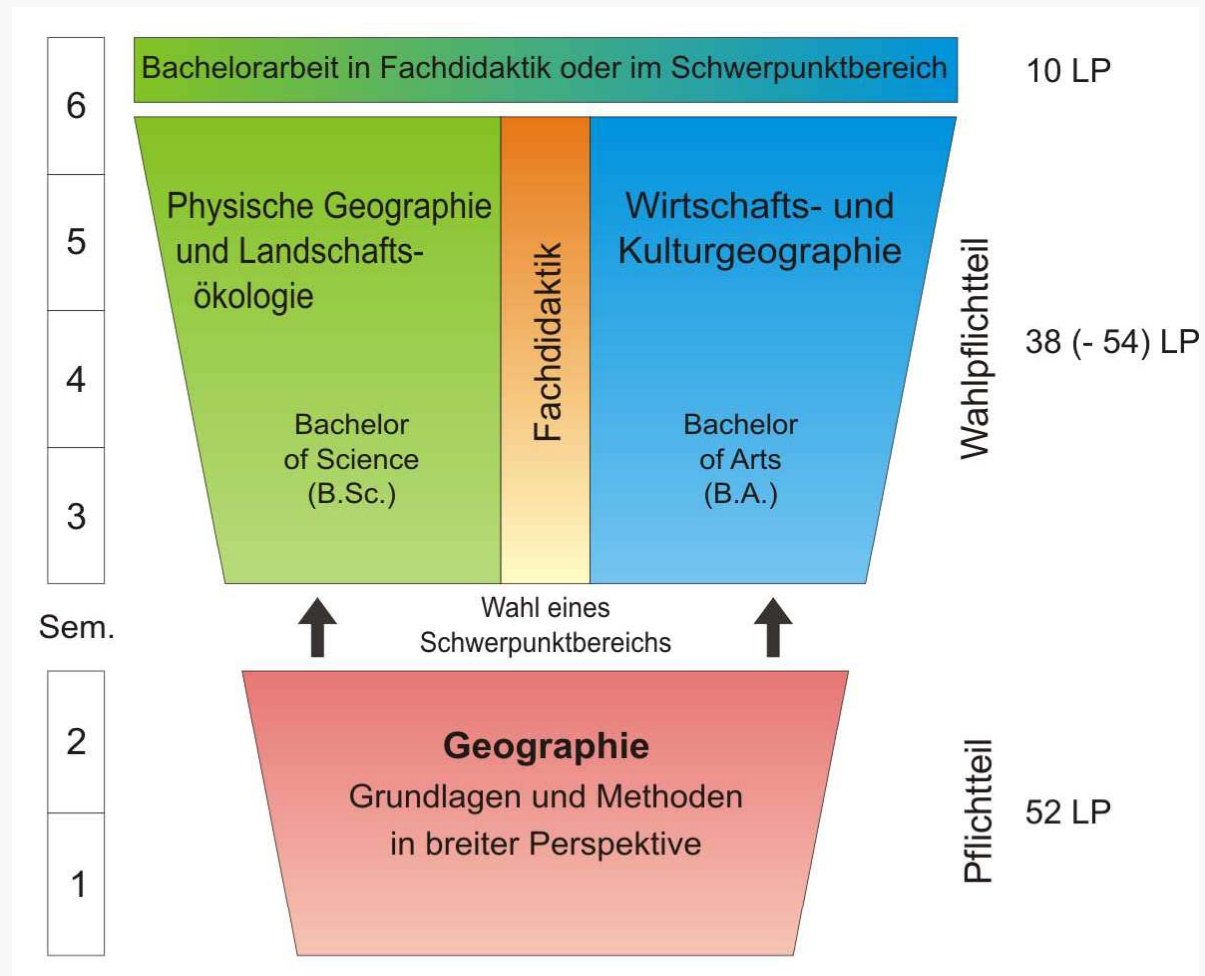 6
Bachelorarbeit in Fachdidaktik oder im Schwerpunktbereich
10 LP
5
4
3
Physische Geographie
und Landschafts-
ökologie
Bachelor
of Science
(B.Sc.)
Fachdidaktik
Wirtschafts- und
Kulturgeographie
Bachelor
of Arts
(B.A.)
Wahlpflichtteil
38 (- 54) LP
Sem.
Wahl eines
Schwerpunktbereichs
2
1
Geographie
Grundlagen und Methoden
in breiter Perspektive
Pflichtteil
52 LP